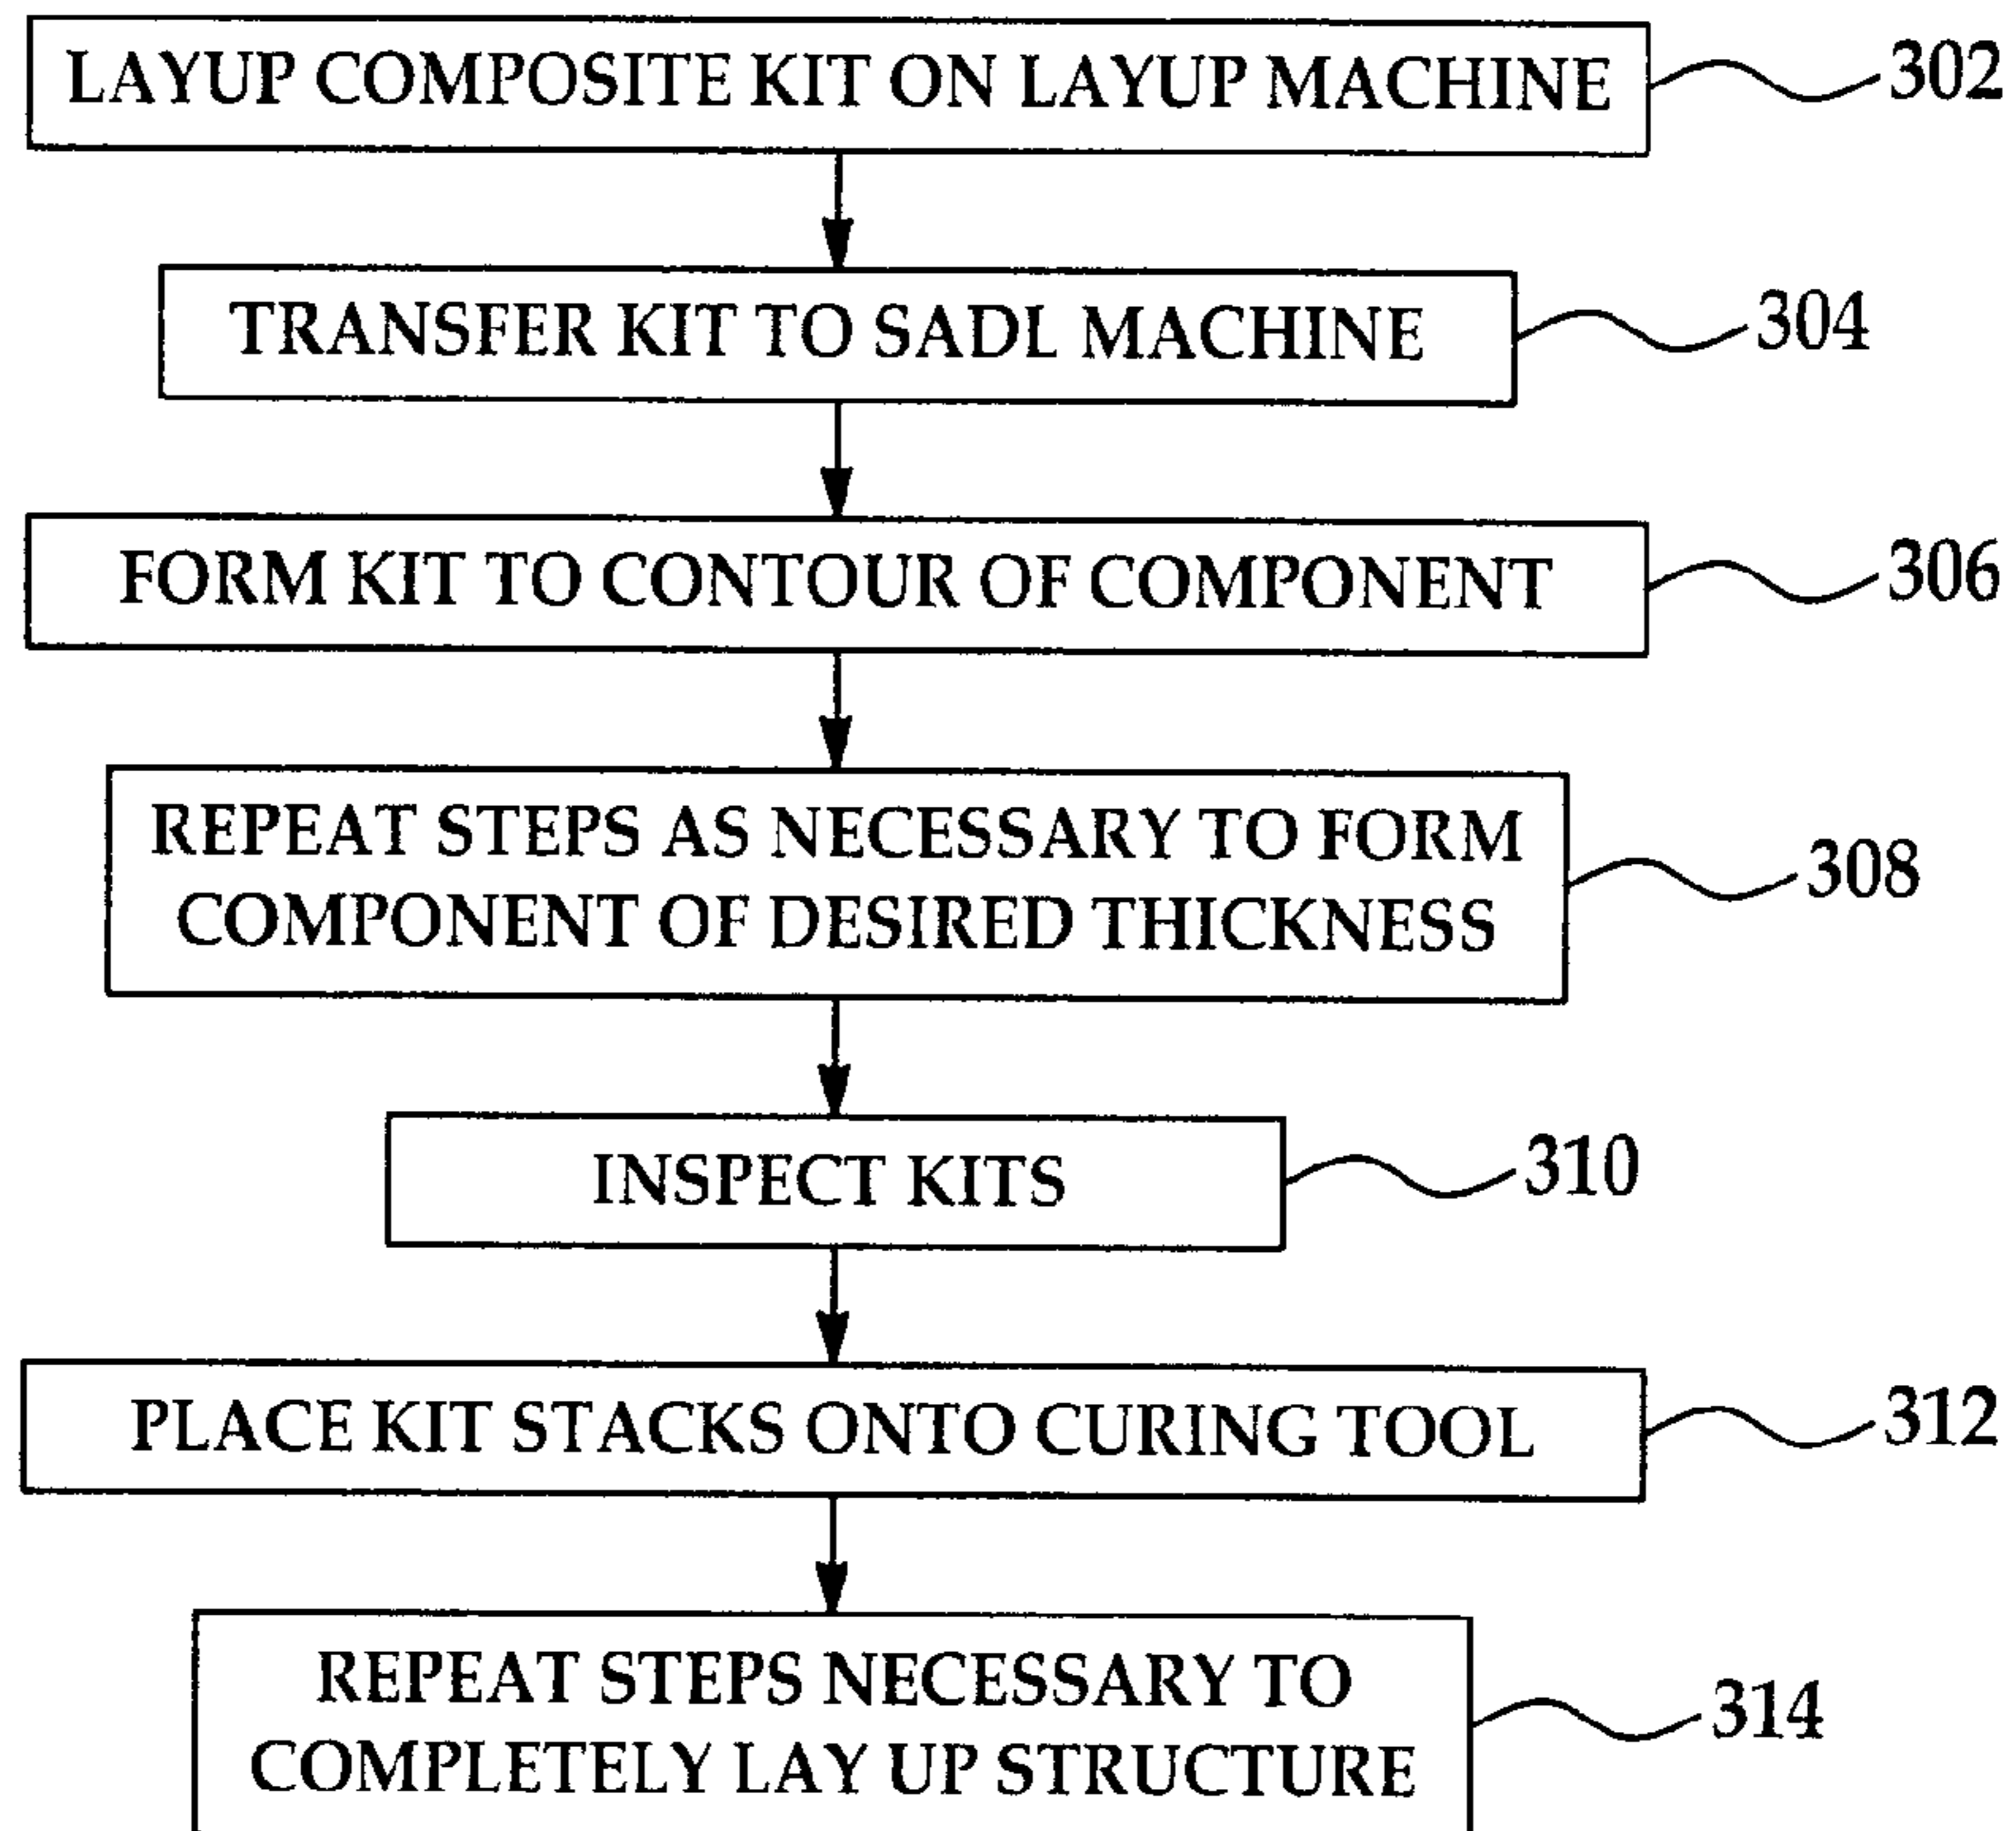 LAYUP COMPOSITE KIT ON LAYUP MACHINE
302
TRANSFER KIT TO SADL MACHINE
304
FORM KIT TO CONTOUR OF COMPONENT
306
REPEAT STEPS AS NECESSARY TO FORM
COMPONENT OF DESIRED THICKNESS
308
INSPECT KITS
310
PLACE KIT STACKS ONTO CURING TOOL
312
REPEAT STEPS NECESSARY TO
COMPLETELY LAY UP STRUCTURE
314